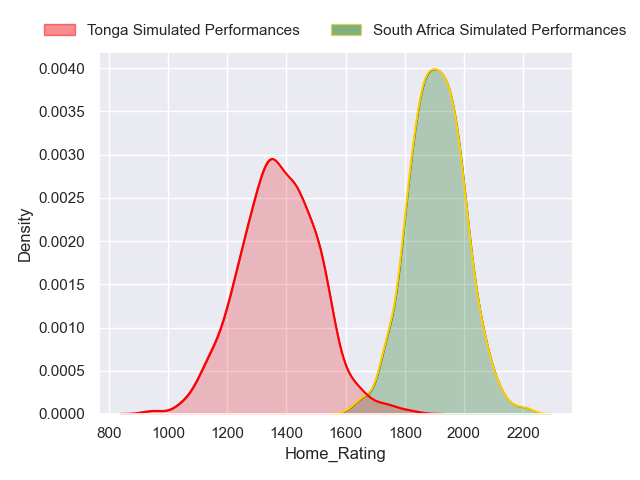 Tonga Simulated Performances South Africa Simulated Performances
0.0040
0.0035
0.0030
0.0025
0.0020
0.0015
0.0010
0.0005
0.0000
Density
800 1000 1200 1400 1600 1800 2000 2200
Home_Rating